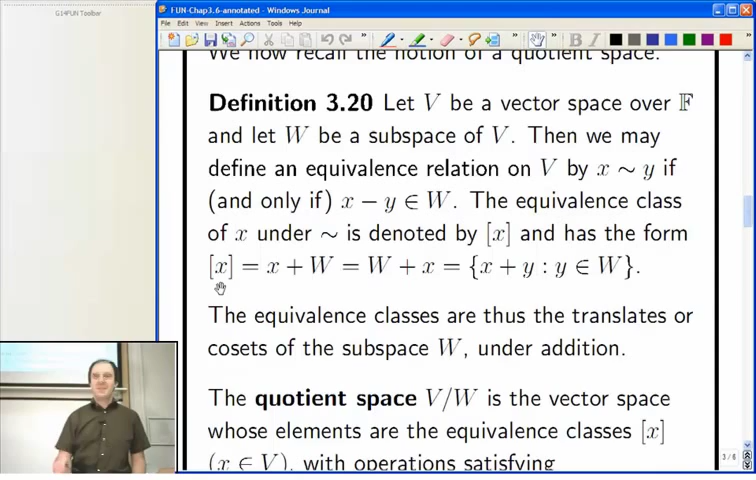 G14FUN Toolbar
FUN-Chap3.6-annotated - Windows Journal
File Edit View Insert Actions Tools Help
B I
We now recall the notion of a quotient space.
Definition 3.20 Let V be a vector space over 𝔽
and let W be a subspace of V. Then we may
define an equivalence relation on V by x ∼ y if
(and only if) x − y ∈ W. The equivalence class
of x under ∼ is denoted by [x] and has the form
[x] = x + W = W + x = {x + y : y ∈ W}.
The equivalence classes are thus the translates or
cosets of the subspace W, under addition.
The quotient space V/W is the vector space
whose elements are the equivalence classes [x]
(x ∈ V), with operations satisfying
3 / 6